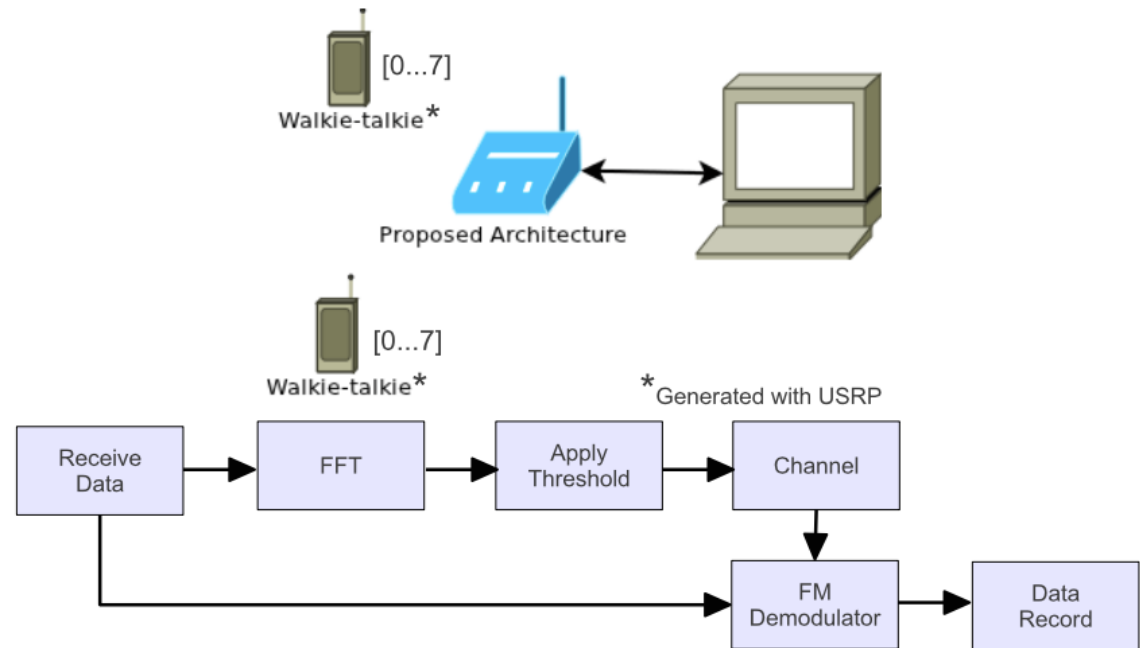 [0...7]
Walkie-talkie*
Proposed Architecture
[0...7]
Walkie-talkie*
*Generated with USRP
Receive
Data
FFT
Apply
Threshold
Channel
FM
Demodulator
Data
Record